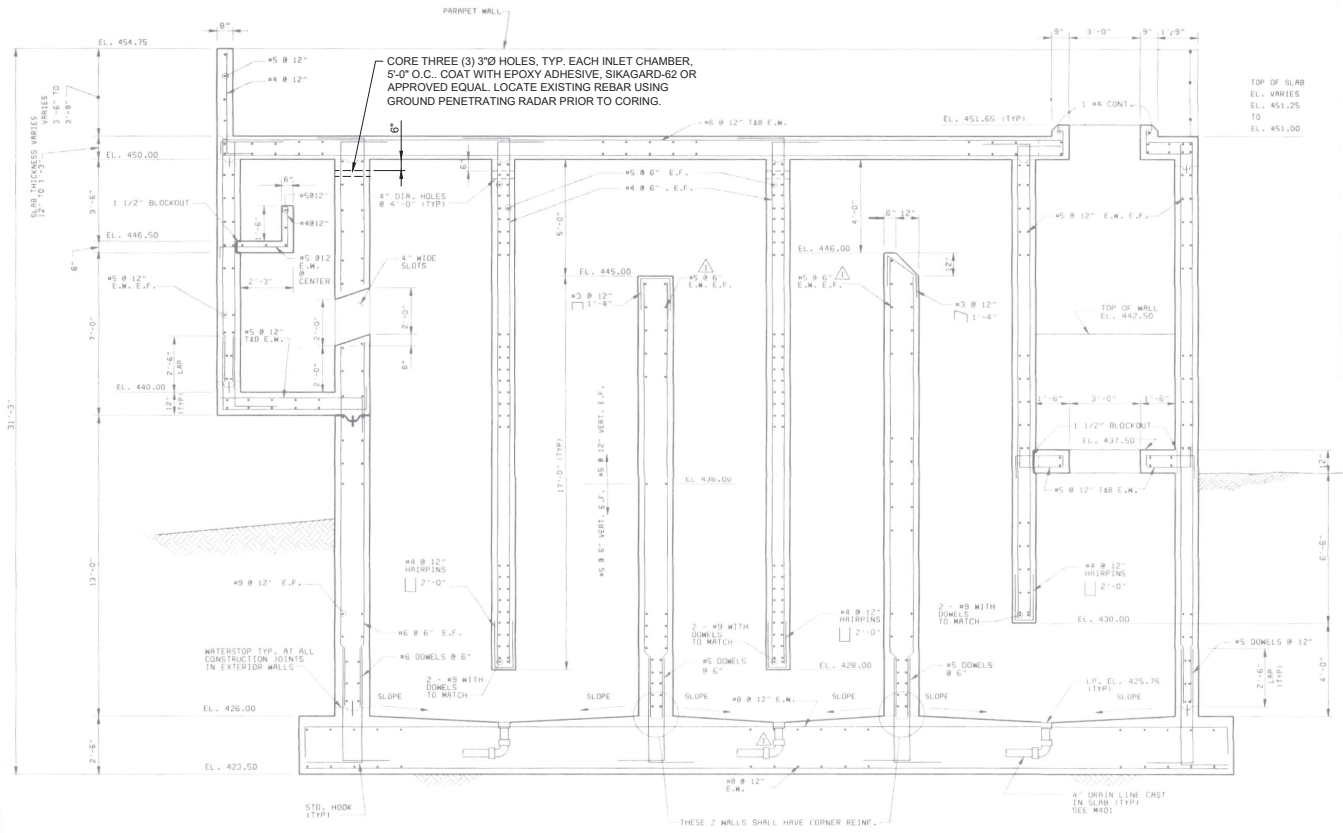 PARAPET WALL
8"
9"
3'-0"
9"
1'-9"
EL. 454.75
#5 @ 12"
#4 @ 12"
CORE THREE (3) 3"Ø HOLES, TYP. EACH INLET CHAMBER,
5'-0" O.C.. COAT WITH EPOXY ADHESIVE, SIKAGARD-62 OR
APPROVED EQUAL. LOCATE EXISTING REBAR USING
GROUND PENETRATING RADAR PRIOR TO CORING.
TOP OF SLAB
EL. VARIES
EL. 451.25
TO
EL. 451.00
VARIES
3'-6" TO
3'-9"
6"
#6 @ 12" T&B E.W.
EL. 451.65 (TYP)
1 #4 CONT.
SLAB THICKNESS VARIES
12" TO 1'-3"
EL. 450.00
6"
#5 @ 6" E.F.
#4 @ 6" E.F.
4" DIA. HOLES
@ 4'-0" (TYP)
5'-0"
4'-0"
6"
12"
#5@12"
#4@12"
1'-6"
3'-6"
1 1/2" BLOCKOUT
#5 @ 12" E.W. E.F.
EL. 446.50
6"
#5 @12
E.W.
@
CENTER
4" WIDE
SLOTS
EL. 446.00
12"
#5 @ 12"
E.W. E.F.
2'-3"
EL. 445.00
1
#5 @ 6"
E.W. E.F.
#5 @ 6" 1
E.W. E.F.
#3 @ 12"
1'-4"
#3 @ 12"
1'-4"
7'-0"
2'-0"
2'-0"
6"
TOP OF WALL
EL. 442.50
#5 @ 12"
T&B E.W.
2'-6"
LAP
2'-0"
EL. 440.00
12"
(TYP)
1'-6"
3'-0"
1'-6"
1 1/2" BLOCKOUT
EL. 437.50
12"
31'-3"
17'-0" (TYP)
#5 @ 6" VERT. E.F.
#5 @ 12" VERT. E.F.
EL 436.00
#5 @ 12" T&B E.W.
13'-0"
6'-6"
#9 @ 12" E.F.
#4 @ 12"
HAIRPINS
2'-0"
#4 @ 12"
HAIRPINS
2'-0"
#6 @ 6" E.F.
2 - #9 WITH
DOWELS
TO MATCH
#4 @ 12"
HAIRPINS
2'-0"
2 - #9 WITH
DOWELS
TO MATCH
EL. 430.00
WATERSTOP TYP. AT ALL
CONSTRUCTION JOINTS
IN EXTERIOR WALLS
#6 DOWELS @ 6"
2 - #9 WITH
DOWELS
TO MATCH
#5 DOWELS
@ 6"
EL. 428.00
#5 DOWELS
@ 6"
#5 DOWELS @ 12"
2'-6"
LAP
(TYP)
4'-0"
LP. EL. 425.75
(TYP)
EL. 426.00
SLOPE
SLOPE
SLOPE
#8 @ 12" E.W.
SLOPE
SLOPE
SLOPE
2'-6"
1
EL. 423.50
#8 @ 12"
E.W.
STD. HOOK
(TYP)
4" DRAIN LINE CAST
IN SLAB (TYP)
SEE M401
THESE 2 WALLS SHALL HAVE CORNER REINF.